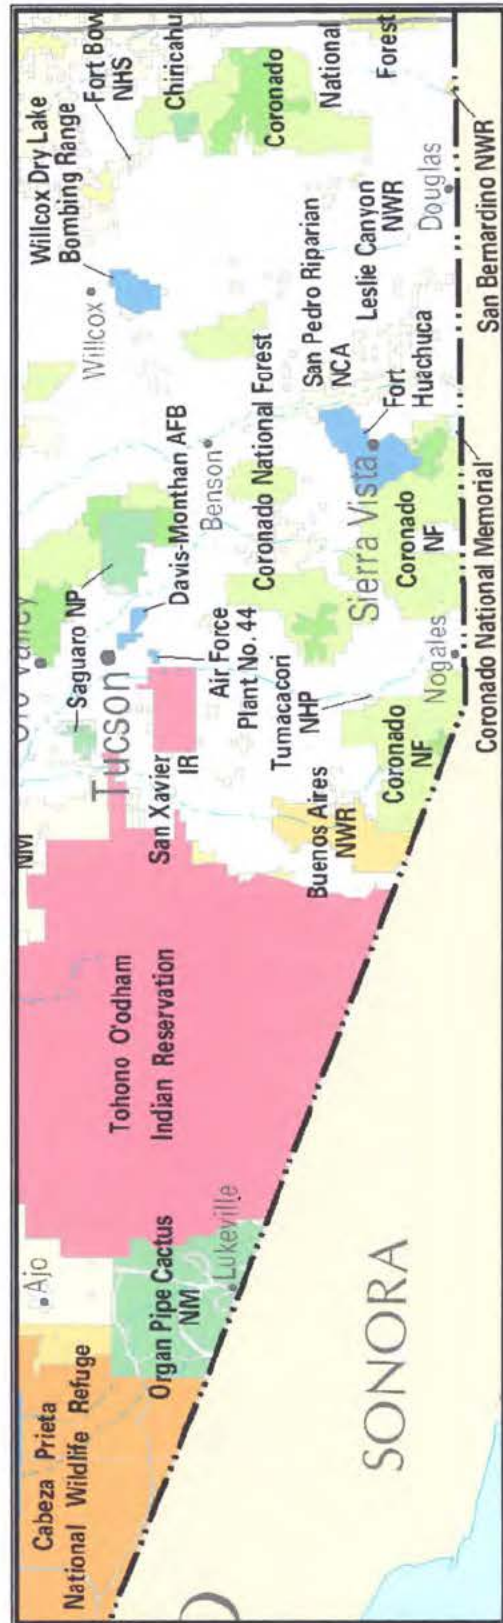 Cabeza Prieta
National Wildlife Refuge
Ajo
Organ Pipe Cactus
NM
Lukeville
SONORA
Tohono O'odham
Indian Reservation
NM
Saguaro NP
Tucson
San Xavier
IR
Davis-Monthan AFB
Air Force
Plant No. 44
Tumacacori
NHP
Buenos Aires
NWR
Coronado
NF
Nogales
Coronado National Memorial
Willcox Dry Lake
Bombing Range
Willcox
Benson
Coronado National Forest
San Pedro Riparian
NCA
Sierra Vista
Fort
Huachuca
Coronado
NF
Leslie Canyon
NWR
Douglas
San Bernardino NWR
Fort Bow
NHS
Chiricahu
Coronado
National
Forest